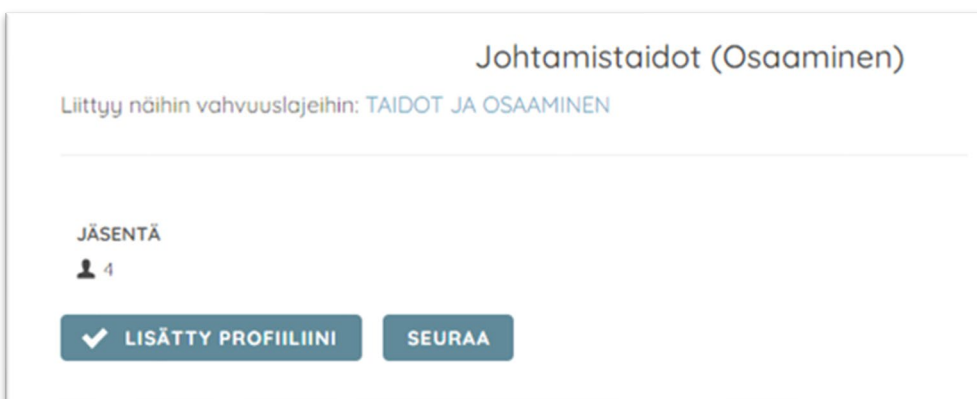 Johtamistaidot (Osaaminen)
Liittyy näihin vahvuuslajeihin: TAIDOT JA OSAAMINEN
JÄSENTÄ
4
LISÄTTY PROFIILIINI
SEURAA